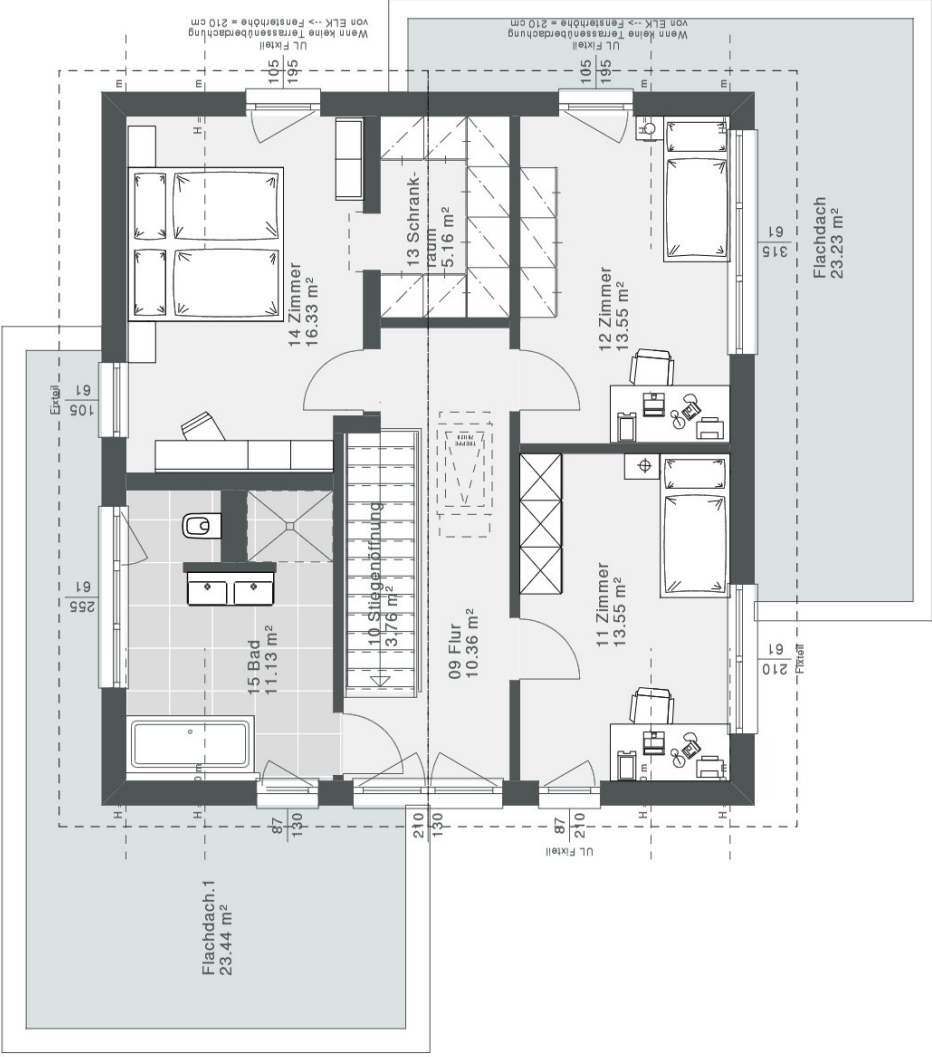 Wenn keine Terrassenüberdachung
von ELK --> Fensterhöhe = 210 cm
UL Fixteil
105
195
Wenn keine Terrassenüberdachung
von ELK --> Fensterhöhe = 210 cm
UL Fixteil
105
195
14 Zimmer
16.33 m²
13 Schrank-
raum
5.16 m²
12 Zimmer
13.55 m²
315
61
Flachdach
23.23 m²
Fixteil
105
61
255
61
15 Bad
11.13 m²
10 Stiegenöffnung
3.76 m²
09 Flur
10.36 m²
11 Zimmer
13.55 m²
210
61
Fixteil
87
130
210
130
87
210
UL Fixteil
Flachdach.1
23.44 m²